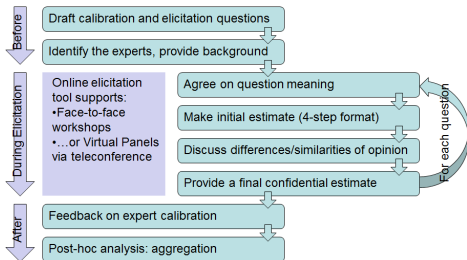 Before
Draft calibration and elicitation questions
Identify the experts, provide background
During Elicitation
Online elicitation
tool supports:
•Face-to-face
workshops
•…or Virtual Panels
via teleconference
Agree on question meaning
Make initial estimate (4-step format)
Discuss differences/similarities of opinion
Provide a final confidential estimate
For each question
After
Feedback on expert calibration
Post-hoc analysis: aggregation